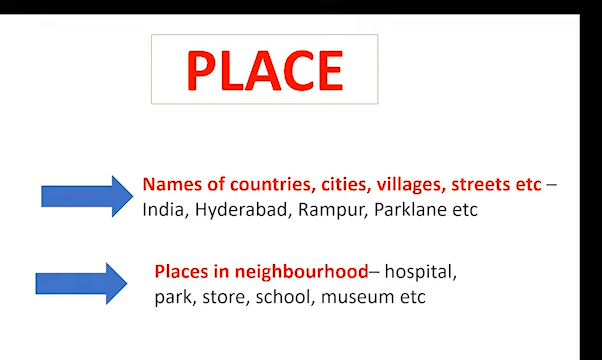 PLACE
Names of countries, cities, villages, streets etc –
India, Hyderabad, Rampur, Parklane etc
Places in neighbourhood– hospital,
park, store, school, museum etc